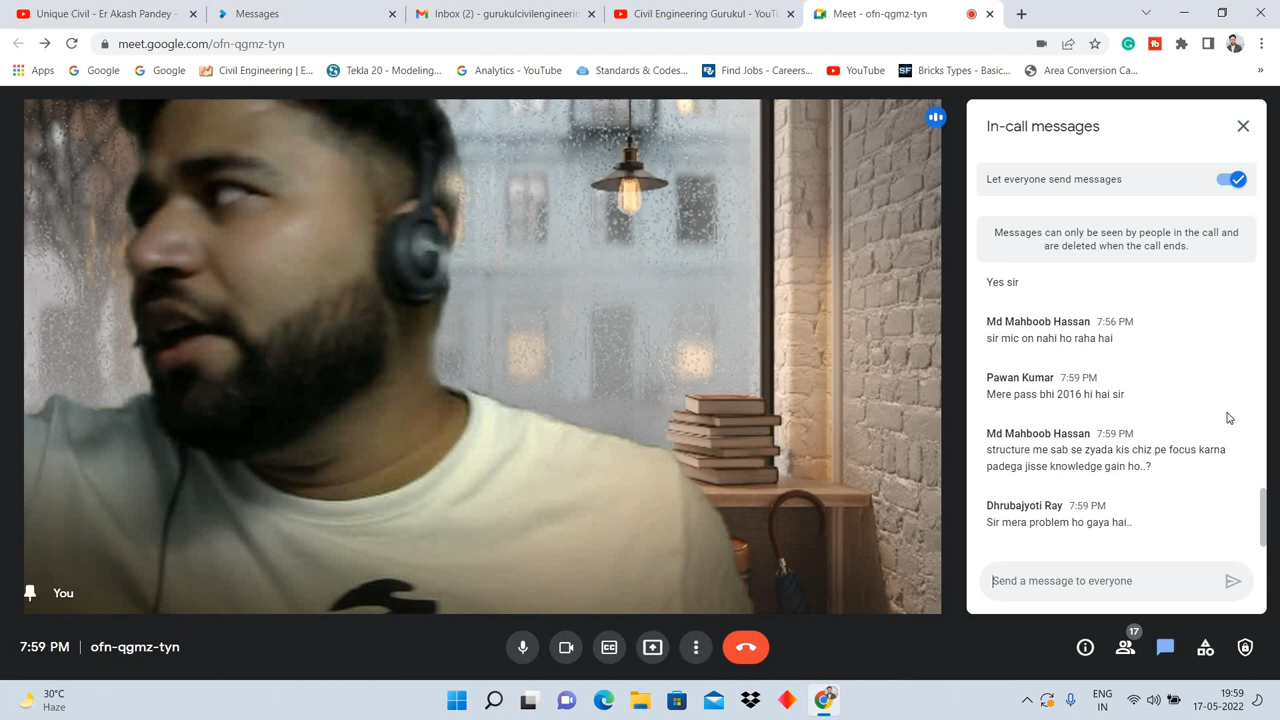 Unique Civil - Er Akash Pandey -
Messages
Inbox (2) - gurukulcivilengineerin
Civil Engineering Gurukul - YouTu
Meet - ofn-qgmz-tyn
meet.google.com/ofn-qgmz-tyn
Apps
Google
Google
Civil Engineering | E...
Tekla 20 - Modeling...
Analytics - YouTube
Standards & Codes...
Find Jobs - Careers...
YouTube
Bricks Types - Basic...
Area Conversion Ca...
»
In-call messages
Let everyone send messages
Messages can only be seen by people in the call and
are deleted when the call ends.
Yes sir
Md Mahboob Hassan 7:56 PM
sir mic on nahi ho raha hai
Pawan Kumar 7:59 PM
Mere pass bhi 2016 hi hai sir
Md Mahboob Hassan 7:59 PM
structure me sab se zyada kis chiz pe focus karna
padega jisse knowledge gain ho..?
Dhrubajyoti Ray 7:59 PM
Sir mera problem ho gaya hai..
Send a message to everyone
You
7:59 PM | ofn-qgmz-tyn
17
30°C
Haze
ENG
IN
19:59
17-05-2022